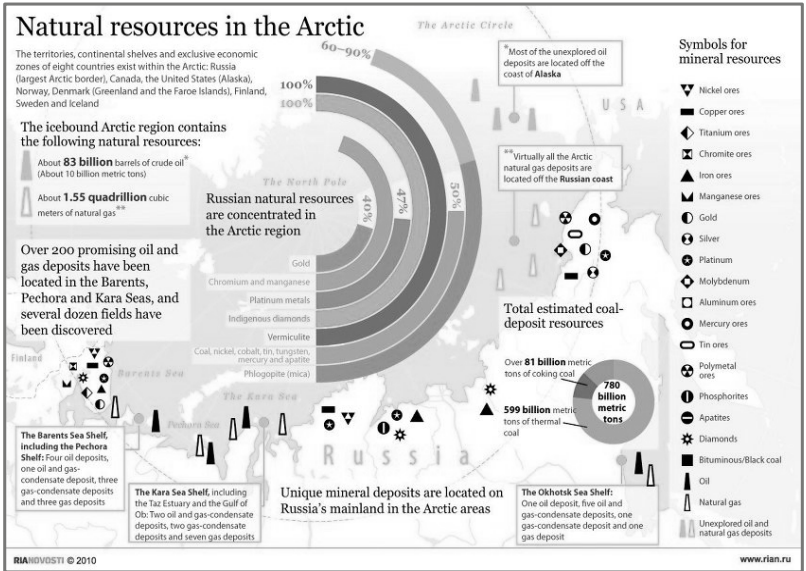 Natural resources in the Arctic
The territories, continental shelves and exclusive economic
zones of eight countries exist within the Arctic: Russia
(largest Arctic border), Canada, the United States (Alaska),
Norway, Denmark (Greenland and the Faroe Islands), Finland,
Sweden and Iceland
The icebound Arctic region contains
the following natural resources:
About 83 billion barrels of crude oil*
(About 10 billion metric tons)
About 1.55 quadrillion cubic
meters of natural gas**
Over 200 promising oil and
gas deposits have been
located in the Barents,
Pechora and Kara Seas, and
several dozen fields have
been discovered
The Arctic Circle
60–90%
100%
100%
40%
47%
50%
The North Pole
Russian natural resources
are concentrated in
the Arctic region
Gold
Chromium and manganese
Platinum metals
Indigenous diamonds
Vermiculite
Coal, nickel, cobalt, tin, tungsten,
mercury and apatite
Phlogopite (mica)
*Most of the unexplored oil
deposits are located off the
coast of Alaska
USA
**Virtually all the Arctic
natural gas deposits are
located off the Russian coast
Total estimated coal-
deposit resources
Over 81 billion metric
tons of coking coal
599 billion metric
tons of thermal
coal
780
billion
metric
tons
Symbols for
mineral resources
Nickel ores
Copper ores
Titanium ores
Chromite ores
Iron ores
Manganese ores
Gold
Silver
Platinum
Molybdenum
Aluminum ores
Mercury ores
Tin ores
Polymetal
ores
Phosphorites
Apatites
Diamonds
Bituminous/Black coal
Oil
Natural gas
Unexplored oil and
natural gas deposits
Finland
Barents Sea
Pechora Sea
The Kara Sea
Russia
The Barents Sea Shelf,
including the Pechora
Shelf: Four oil deposits,
one oil and gas-
condensate deposit, three
gas-condensate deposits
and three gas deposits
The Kara Sea Shelf, including
the Taz Estuary and the Gulf of
Ob: Two oil and gas-condensate
deposits, two gas-condensate
deposits and seven gas deposits
Unique mineral deposits are located on
Russia's mainland in the Arctic areas
The Okhotsk Sea Shelf:
One oil deposit, five oil and
gas-condensate deposits, one
gas-condensate deposit and one
gas deposit
RIANOVOSTI © 2010
www.rian.ru